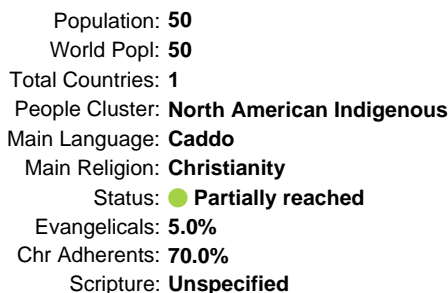 Population: 50
World Popl: 50
Total Countries: 1
People Cluster: North American Indigenous
Main Language: Caddo
Main Religion: Christianity
Status: Partially reached
Evangelicals: 5.0%
Chr Adherents: 70.0%
Scripture: Unspecified